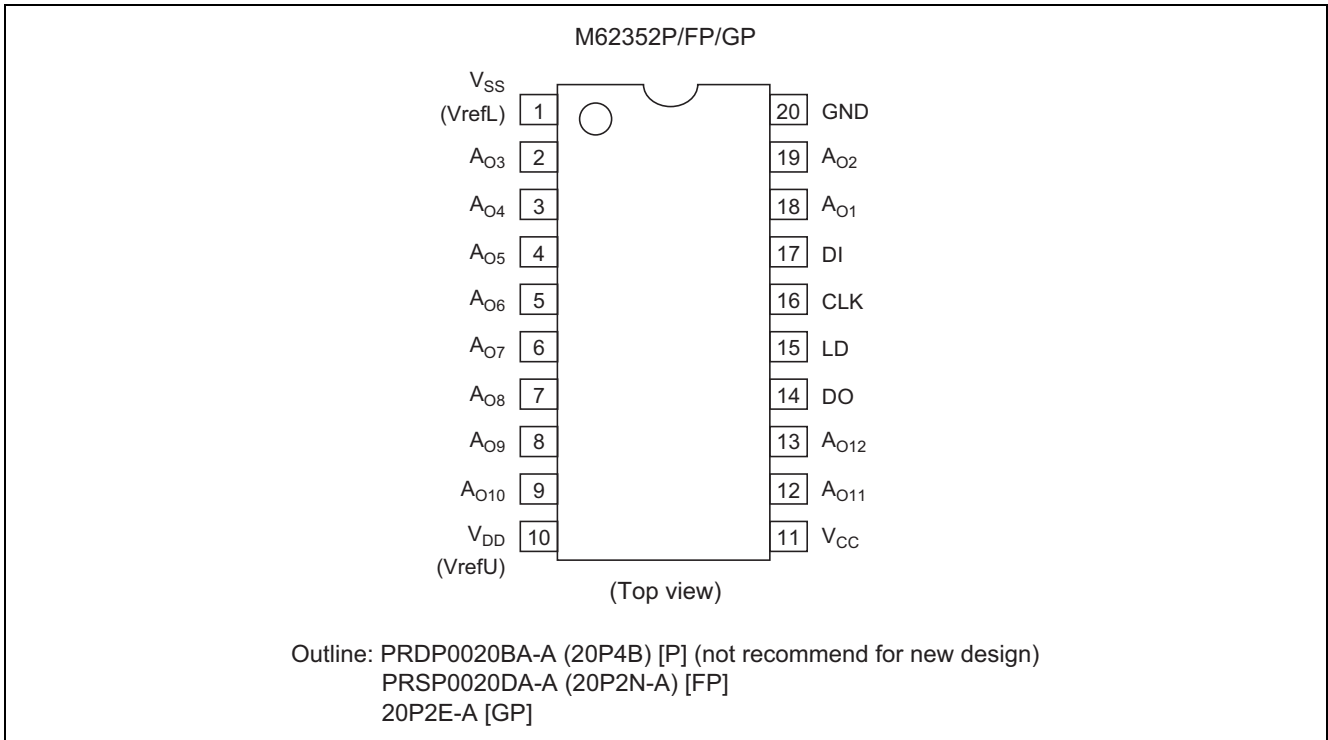 M62352P/FP/GP
VSS
(VrefL) 1 20 GND
AO3 2 19 AO2
AO4 3 18 AO1
AO5 4 17 DI
AO6 5 16 CLK
AO7 6 15 LD
AO8 7 14 DO
AO9 8 13 AO12
AO10 9 12 AO11
VDD 10 11 VCC
(VrefU)
(Top view)
Outline: PRDP0020BA-A (20P4B) [P] (not recommend for new design)
PRSP0020DA-A (20P2N-A) [FP]
20P2E-A [GP]